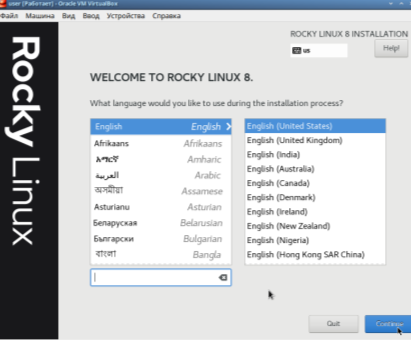 user [Работает] - Oracle VM VirtualBox
Файл Машина Вид Ввод Устройства Справка
Rocky Linux
ROCKY LINUX 8 INSTALLATION
us
Help!
WELCOME TO ROCKY LINUX 8.
What language would you like to use during the installation process?
English English
Afrikaans Afrikaans
አማርኛ Amharic
العربية Arabic
অসমীয়া Assamese
Asturianu Asturian
Беларуская Belarusian
Български Bulgarian
বাংলা Bangla
English (United States)
English (United Kingdom)
English (India)
English (Australia)
English (Canada)
English (Denmark)
English (Ireland)
English (New Zealand)
English (Nigeria)
English (Hong Kong SAR China)
Quit
Continue